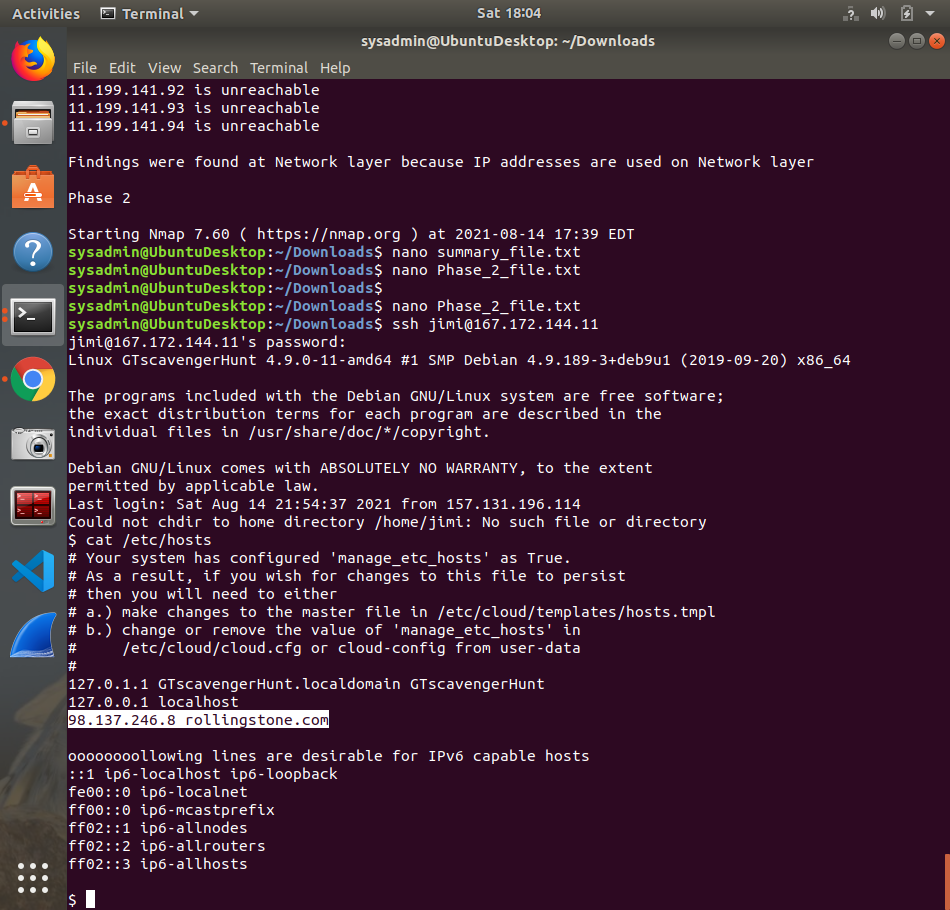 Activities Terminal Sat 18:04
sysadmin@UbuntuDesktop: ~/Downloads
File Edit View Search Terminal Help
11.199.141.92 is unreachable
11.199.141.93 is unreachable
11.199.141.94 is unreachable
Findings were found at Network layer because IP addresses are used on Network layer
Phase 2
Starting Nmap 7.60 ( https://nmap.org ) at 2021-08-14 17:39 EDT
sysadmin@UbuntuDesktop:~/Downloads$ nano summary_file.txt
sysadmin@UbuntuDesktop:~/Downloads$ nano Phase_2_file.txt
sysadmin@UbuntuDesktop:~/Downloads$
sysadmin@UbuntuDesktop:~/Downloads$ nano Phase_2_file.txt
sysadmin@UbuntuDesktop:~/Downloads$ ssh jimi@167.172.144.11
jimi@167.172.144.11's password:
Linux GTscavengerHunt 4.9.0-11-amd64 #1 SMP Debian 4.9.189-3+deb9u1 (2019-09-20) x86_64
The programs included with the Debian GNU/Linux system are free software;
the exact distribution terms for each program are described in the
individual files in /usr/share/doc/*/copyright.
Debian GNU/Linux comes with ABSOLUTELY NO WARRANTY, to the extent
permitted by applicable law.
Last login: Sat Aug 14 21:54:37 2021 from 157.131.196.114
Could not chdir to home directory /home/jimi: No such file or directory
$ cat /etc/hosts
# Your system has configured 'manage_etc_hosts' as True.
# As a result, if you wish for changes to this file to persist
# then you will need to either
# a.) make changes to the master file in /etc/cloud/templates/hosts.tmpl
# b.) change or remove the value of 'manage_etc_hosts' in
#     /etc/cloud/cloud.cfg or cloud-config from user-data
#
127.0.1.1 GTscavengerHunt.localdomain GTscavengerHunt
127.0.0.1 localhost
98.137.246.8 rollingstone.com
oooooooollowing lines are desirable for IPv6 capable hosts
::1 ip6-localhost ip6-loopback
fe00::0 ip6-localnet
ff00::0 ip6-mcastprefix
ff02::1 ip6-allnodes
ff02::2 ip6-allrouters
ff02::3 ip6-allhosts
$